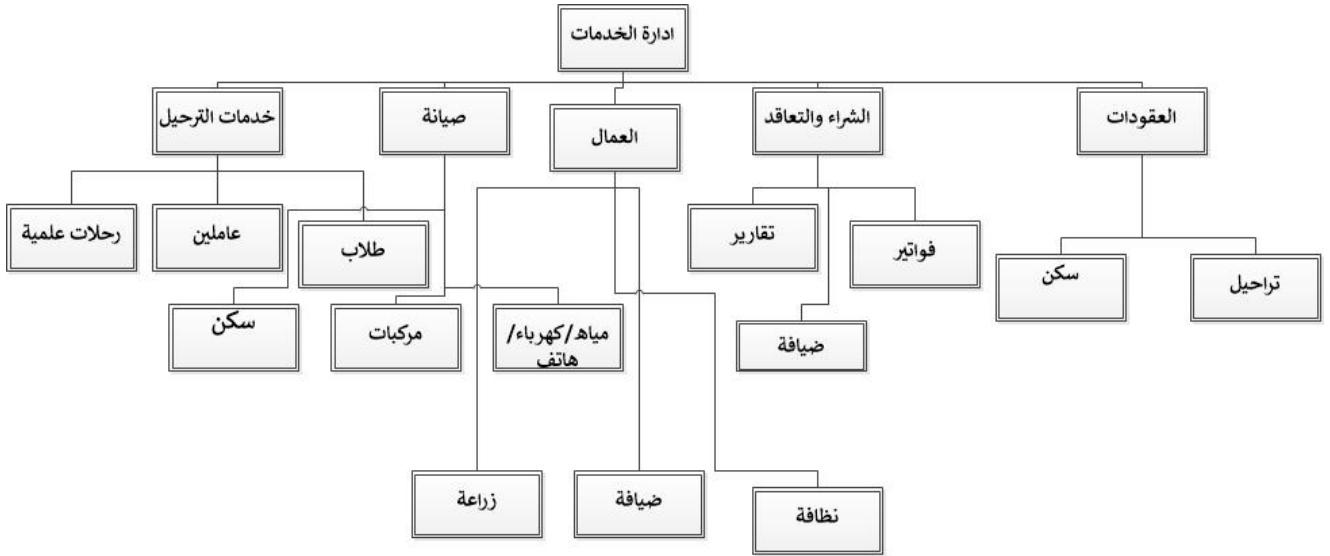 ادارة الخدمات
العقودات
الشراء والتعاقد
العمال
صيانة
خدمات الترحيل
تراحيل
سكن
فواتير
تقارير
ضيافة
طلاب
عاملين
رحلات علمية
مياه/كهرباء/
هاتف
مركبات
سكن
نظافة
ضيافة
زراعة